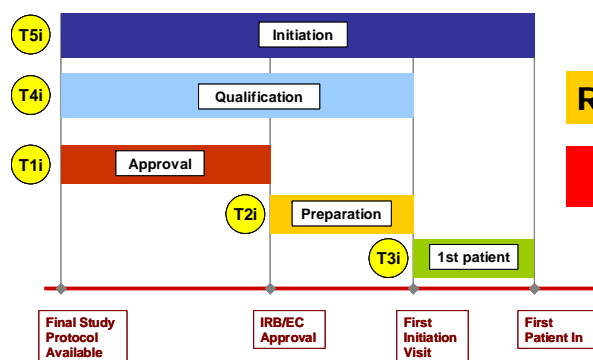 T5i
Initiation
T4i
Qualification
R
T1i
Approval
T2i
Preparation
T3i
1st patient
Final Study
Protocol
Available
IRB/EC
Approval
First
Initiation
Visit
First
Patient In